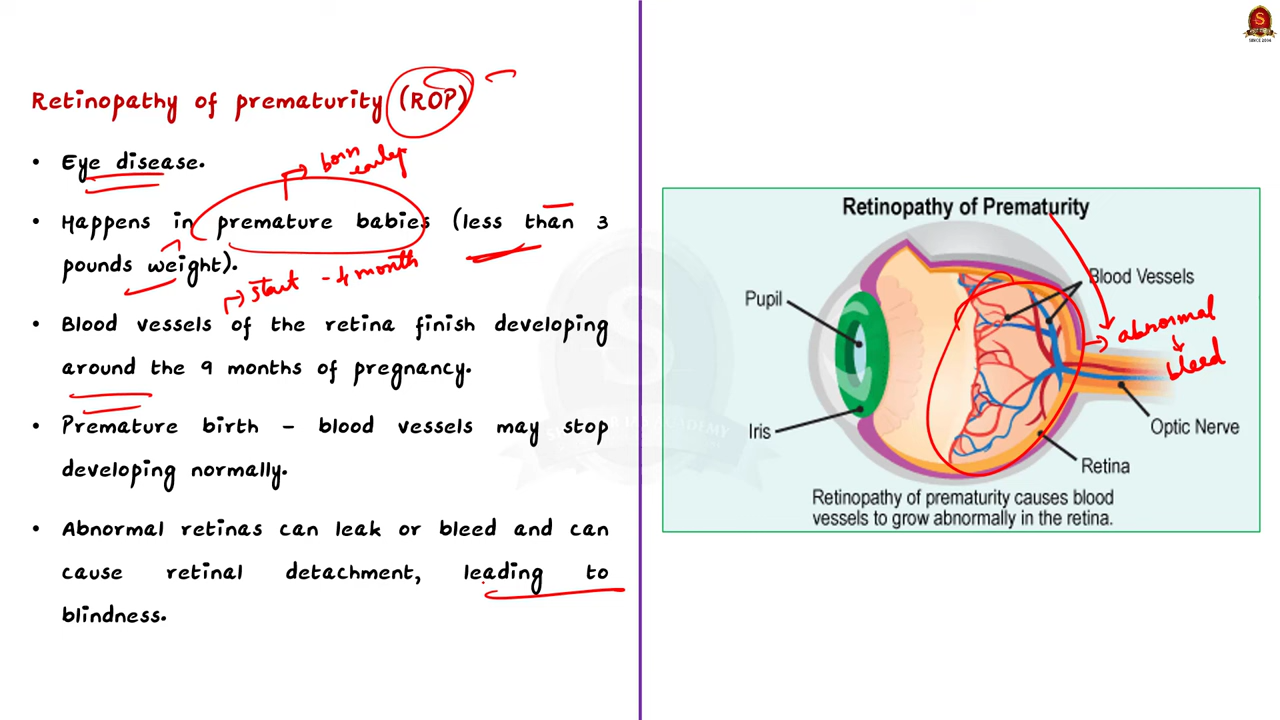 Retinopathy of prematurity (ROP)
• Eye disease.
born
early
• Happens in premature babies (less than 3
pounds weight).
start - 4 month
• Blood vessels of the retina finish developing
around the 9 months of pregnancy.
• Premature birth – blood vessels may stop
developing normally.
• Abnormal retinas can leak or bleed and can
cause retinal detachment, leading to
blindness.
S
SINCE 2004
Retinopathy of Prematurity
Blood Vessels
Pupil
abnormal
bleed
Optic Nerve
Iris
Retina
Retinopathy of prematurity causes blood
vessels to grow abnormally in the retina.